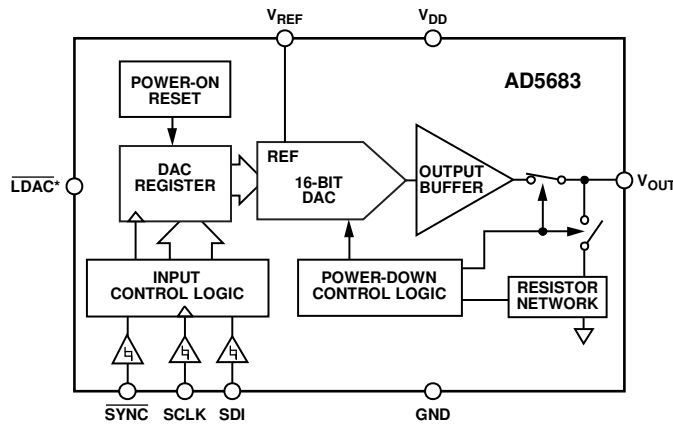 VREF
VDD
POWER-ON
RESET
AD5683
LDAC*
DAC
REGISTER
REF
16-BIT
DAC
OUTPUT
BUFFER
VOUT
INPUT
CONTROL LOGIC
POWER-DOWN
CONTROL LOGIC
RESISTOR
NETWORK
SYNC
SCLK
SDI
GND